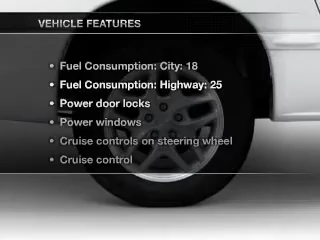 VEHICLE FEATURES
• Fuel Consumption: City: 18
• Fuel Consumption: Highway: 25
• Power door locks
• Power windows
• Cruise controls on steering wheel
• Cruise control